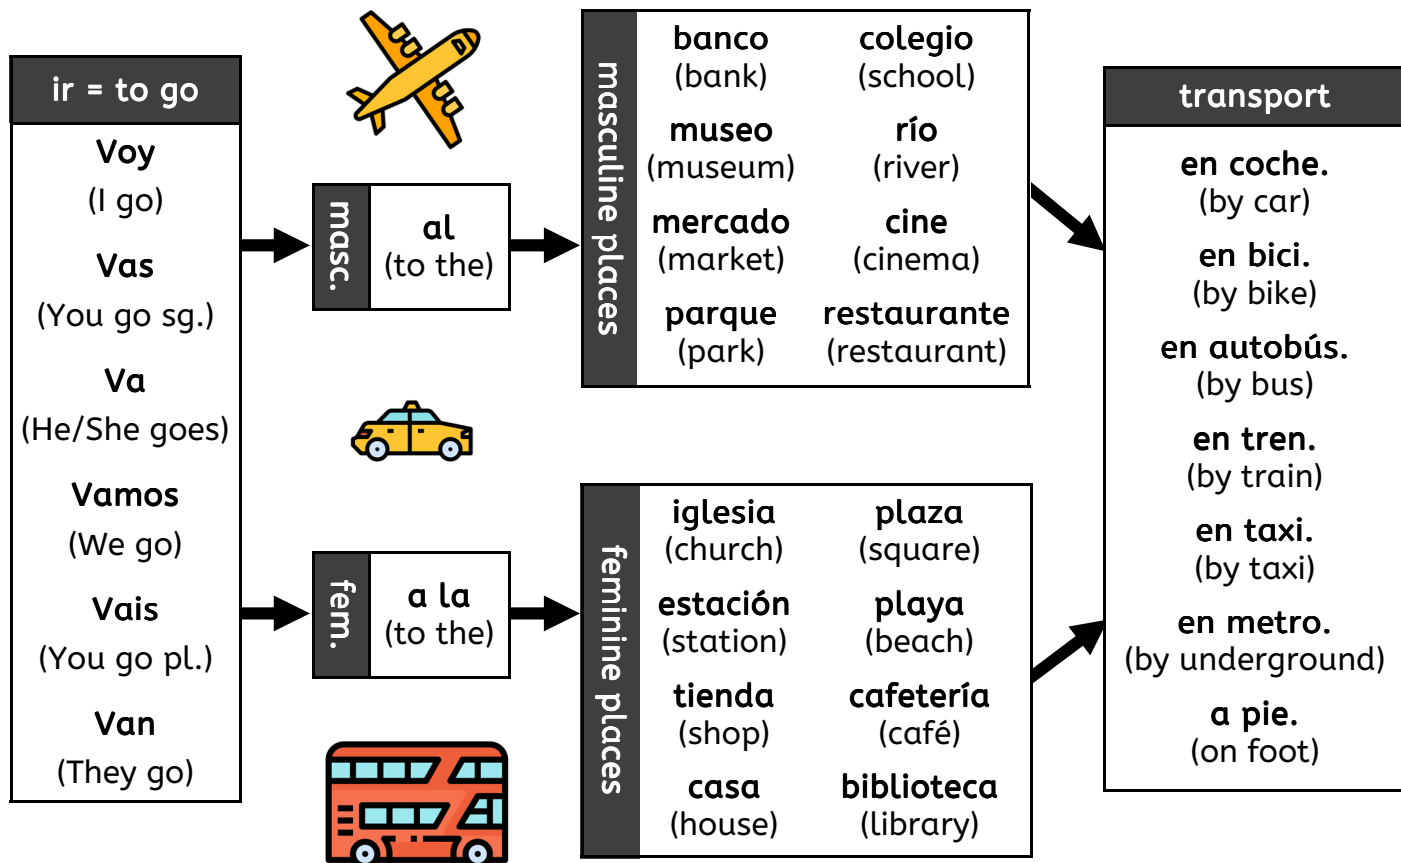 ir = to go
Voy
(I go)
Vas
(You go sg.)
Va
(He/She goes)
Vamos
(We go)
Vais
(You go pl.)
Van
(They go)
masc.
al
(to the)
fem.
a la
(to the)
masculine places
banco
(bank)
colegio
(school)
museo
(museum)
río
(river)
mercado
(market)
cine
(cinema)
parque
(park)
restaurante
(restaurant)
feminine places
iglesia
(church)
plaza
(square)
estación
(station)
playa
(beach)
tienda
(shop)
cafetería
(café)
casa
(house)
biblioteca
(library)
transport
en coche.
(by car)
en bici.
(by bike)
en autobús.
(by bus)
en tren.
(by train)
en taxi.
(by taxi)
en metro.
(by underground)
a pie.
(on foot)